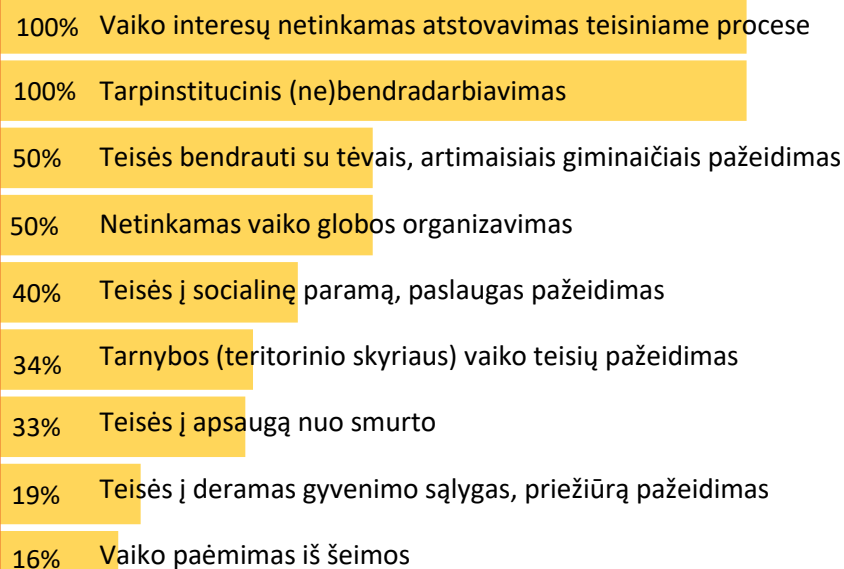 100% Vaiko interesų netinkamas atstovavimas teisiniame procese
100% Tarpinstitucinis (ne)bendradarbiavimas
50% Teisės bendrauti su tėvais, artimaisiais giminaičiais pažeidimas
50% Netinkamas vaiko globos organizavimas
40% Teisės į socialinę paramą, paslaugas pažeidimas
34% Tarnybos (teritorinio skyriaus) vaiko teisių pažeidimas
33% Teisės į apsaugą nuo smurto
19% Teisės į deramas gyvenimo sąlygas, priežiūrą pažeidimas
16% Vaiko paėmimas iš šeimos